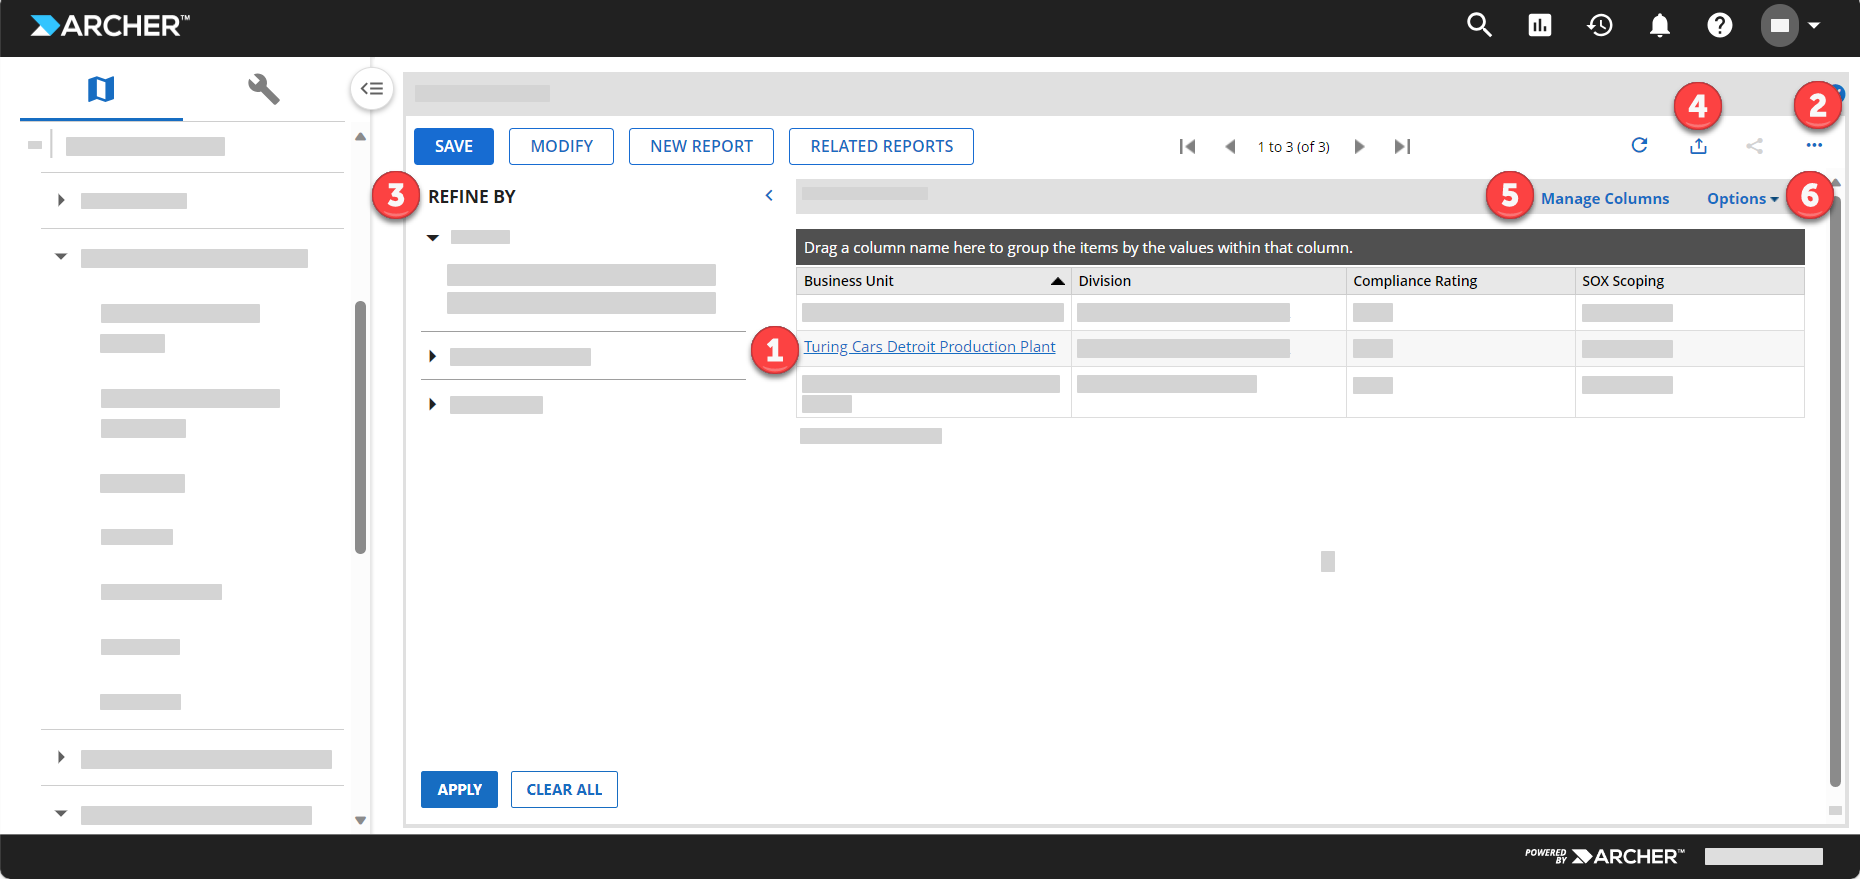 ARCHER™
4
2
SAVE
MODIFY
NEW REPORT
RELATED REPORTS
1 to 3 (of 3)
3
REFINE BY
5
Manage Columns
Options
6
Drag a column name here to group the items by the values within that column.
Business Unit
Division
Compliance Rating
SOX Scoping
1
Turing Cars Detroit Production Plant
APPLY
CLEAR ALL
POWERED BY ARCHER™